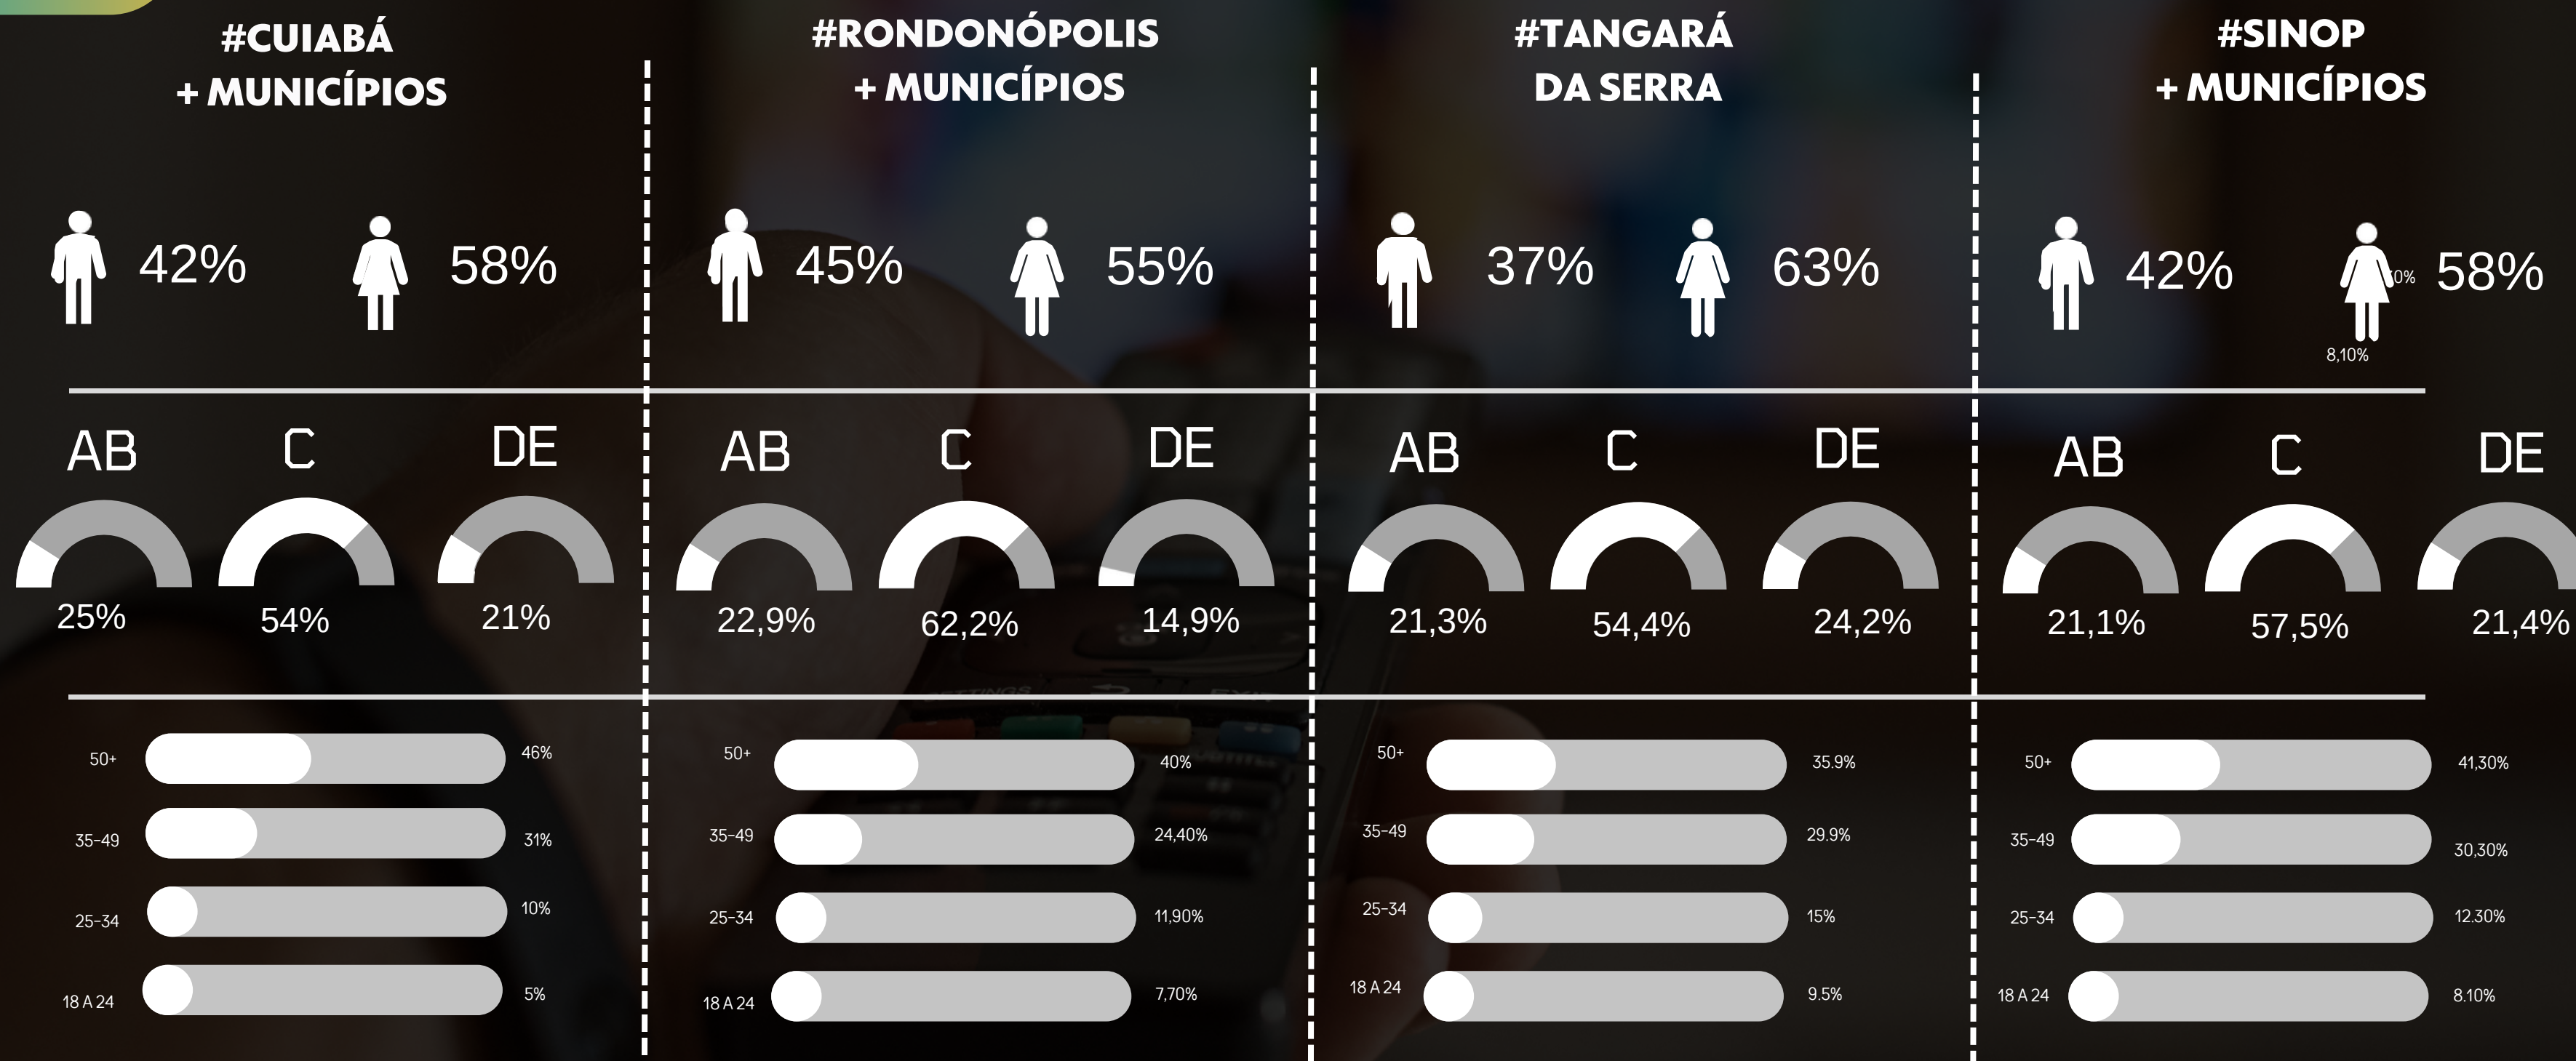 #CUIABÁ
+ MUNICÍPIOS
42%
58%
AB
C
DE
25%
54%
21%
50+
46%
35-49
31%
25-34
10%
18 A 24
5%
#RONDONÓPOLIS
+ MUNICÍPIOS
45%
55%
AB
C
DE
22,9%
62,2%
14,9%
50+
40%
35-49
24,40%
25-34
11,90%
18 A 24
7,70%
#TANGARÁ
DA SERRA
37%
63%
AB
C
DE
21,3%
54,4%
24,2%
50+
35.9%
35-49
29.9%
25-34
15%
18 A 24
9.5%
#SINOP
+ MUNICÍPIOS
42%
58%
8,10%
AB
C
DE
21,1%
57,5%
21,4%
50+
41,30%
35-49
30,30%
25-34
12.30%
18 A 24
8.10%